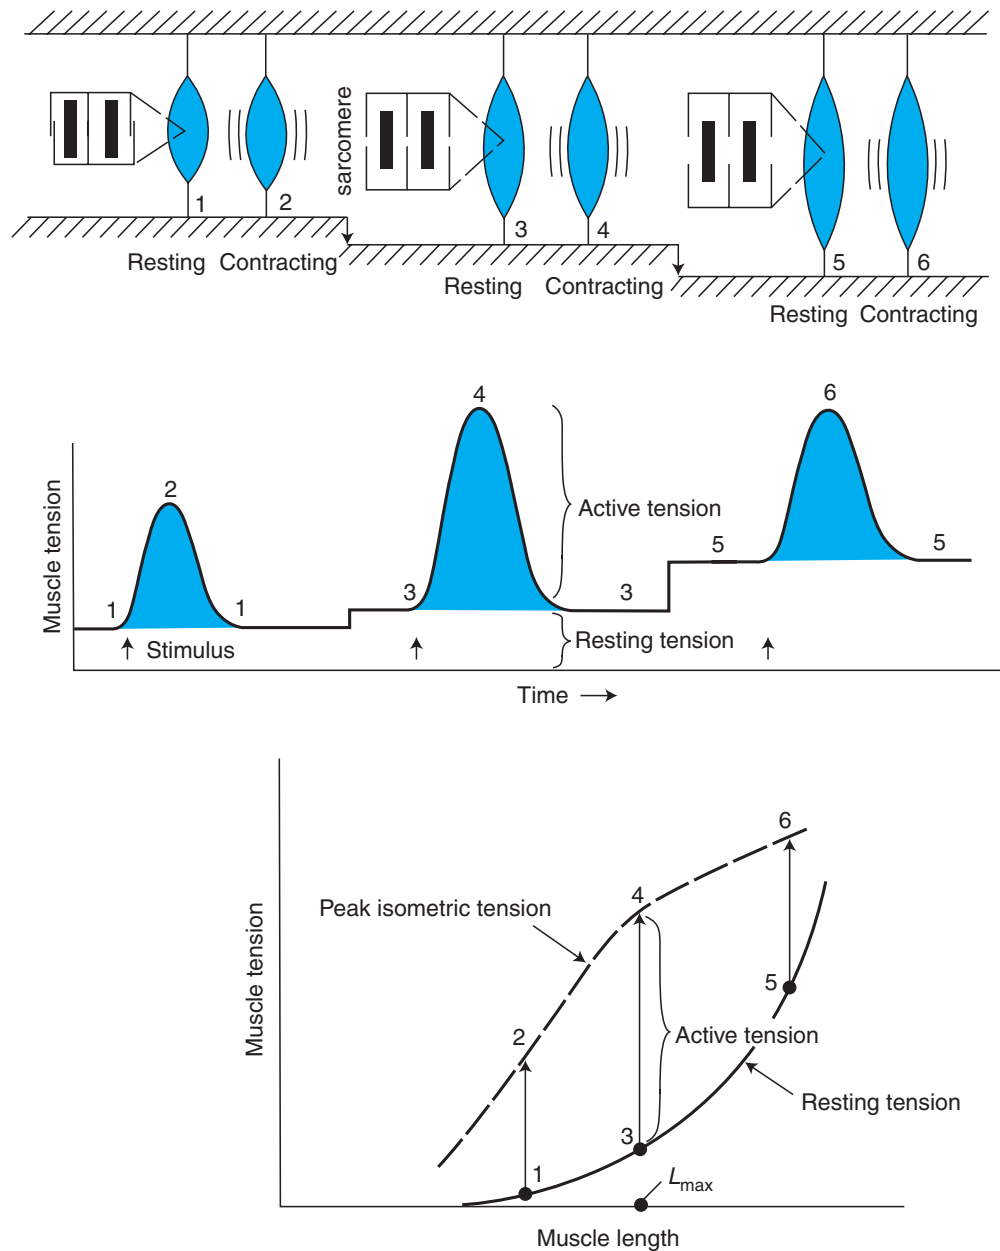 sarcomere
1
2
3
4
5
6
Resting
Contracting
Resting
Contracting
Resting
Contracting
Muscle tension
1
2
1
Stimulus
3
4
3
Active tension
Resting tension
5
6
5
Time
Muscle tension
Peak isometric tension
2
4
6
1
3
5
Active tension
Resting tension
Lmax
Muscle length